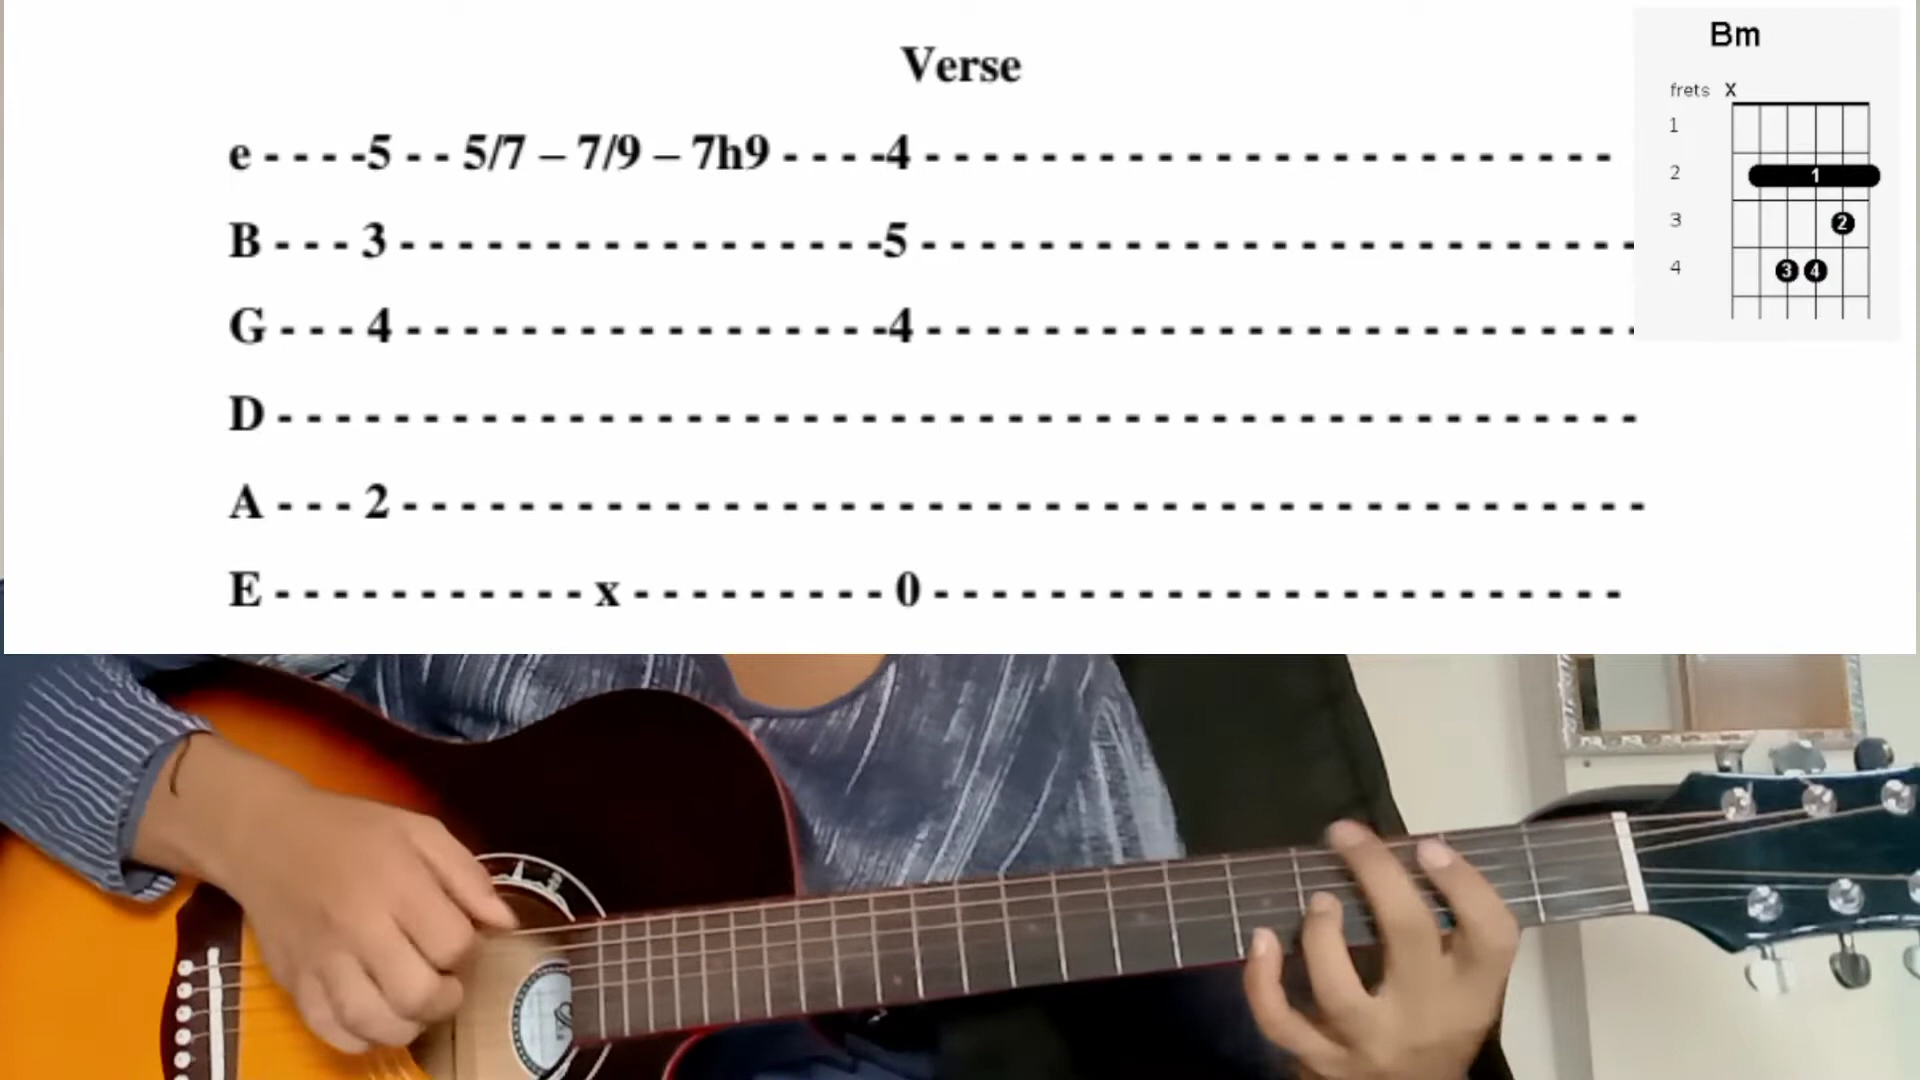 Verse
e - - - -5 - - 5/7 – 7/9 – 7h9 - - - -4 - - - - - - - - - - - - - - - - - - - - - - - -
B - - - 3 - - - - - - - - - - - - - - - - -5 - - - - - - - - - - - - - - - - - - - - - - - - -
G - - - 4 - - - - - - - - - - - - - - - - -4 - - - - - - - - - - - - - - - - - - - - - - - - -
D - - - - - - - - - - - - - - - - - - - - - - - - - - - - - - - - - - - - - - - - - - - - - - -
A - - - 2 - - - - - - - - - - - - - - - - - - - - - - - - - - - - - - - - - - - - - - - - - - -
E - - - - - - - - - - - x - - - - - - - - - 0 - - - - - - - - - - - - - - - - - - - - - - - -
Bm
frets X
1
2 1
3 2
4 3 4